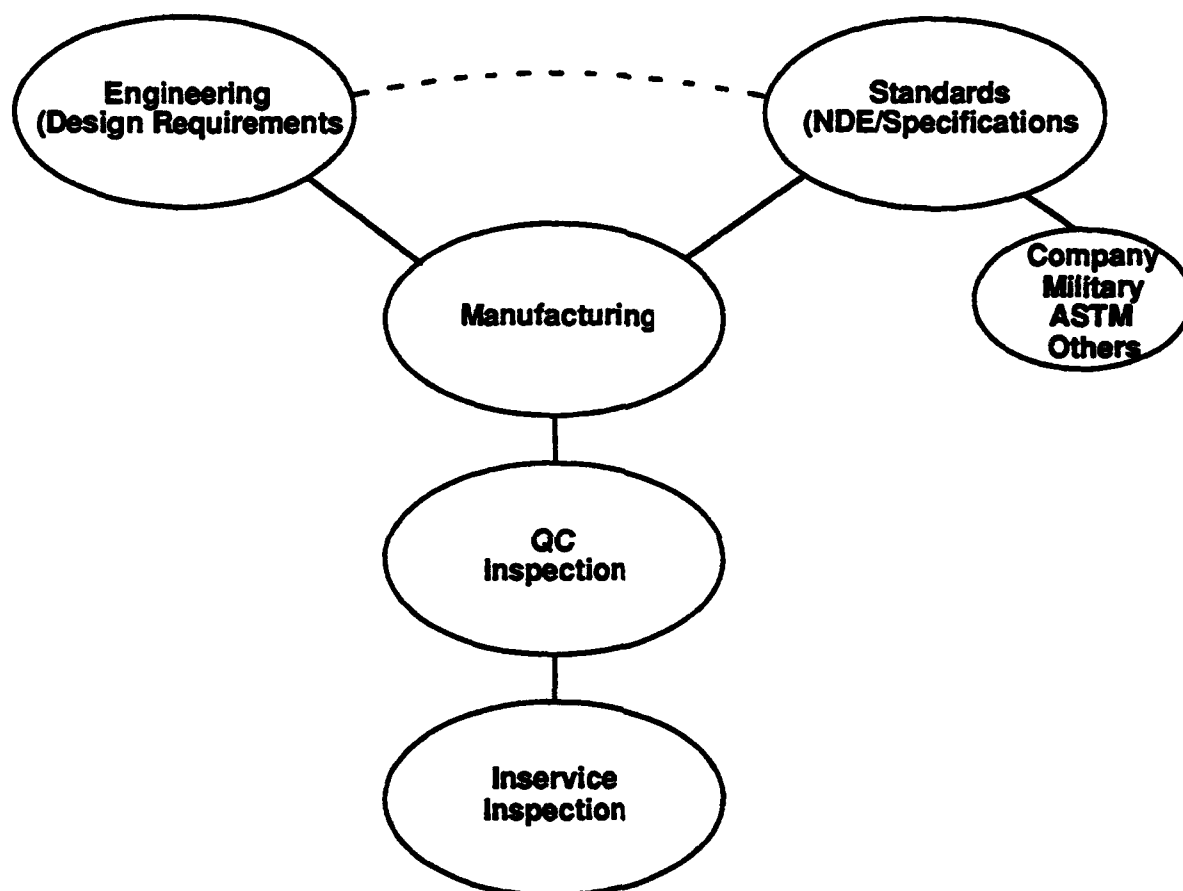 Engineering
(Design Requirements
Standards
(NDE/Specifications
Company
Military
ASTM
Others
Manufacturing
QC
Inspection
Inservice
Inspection